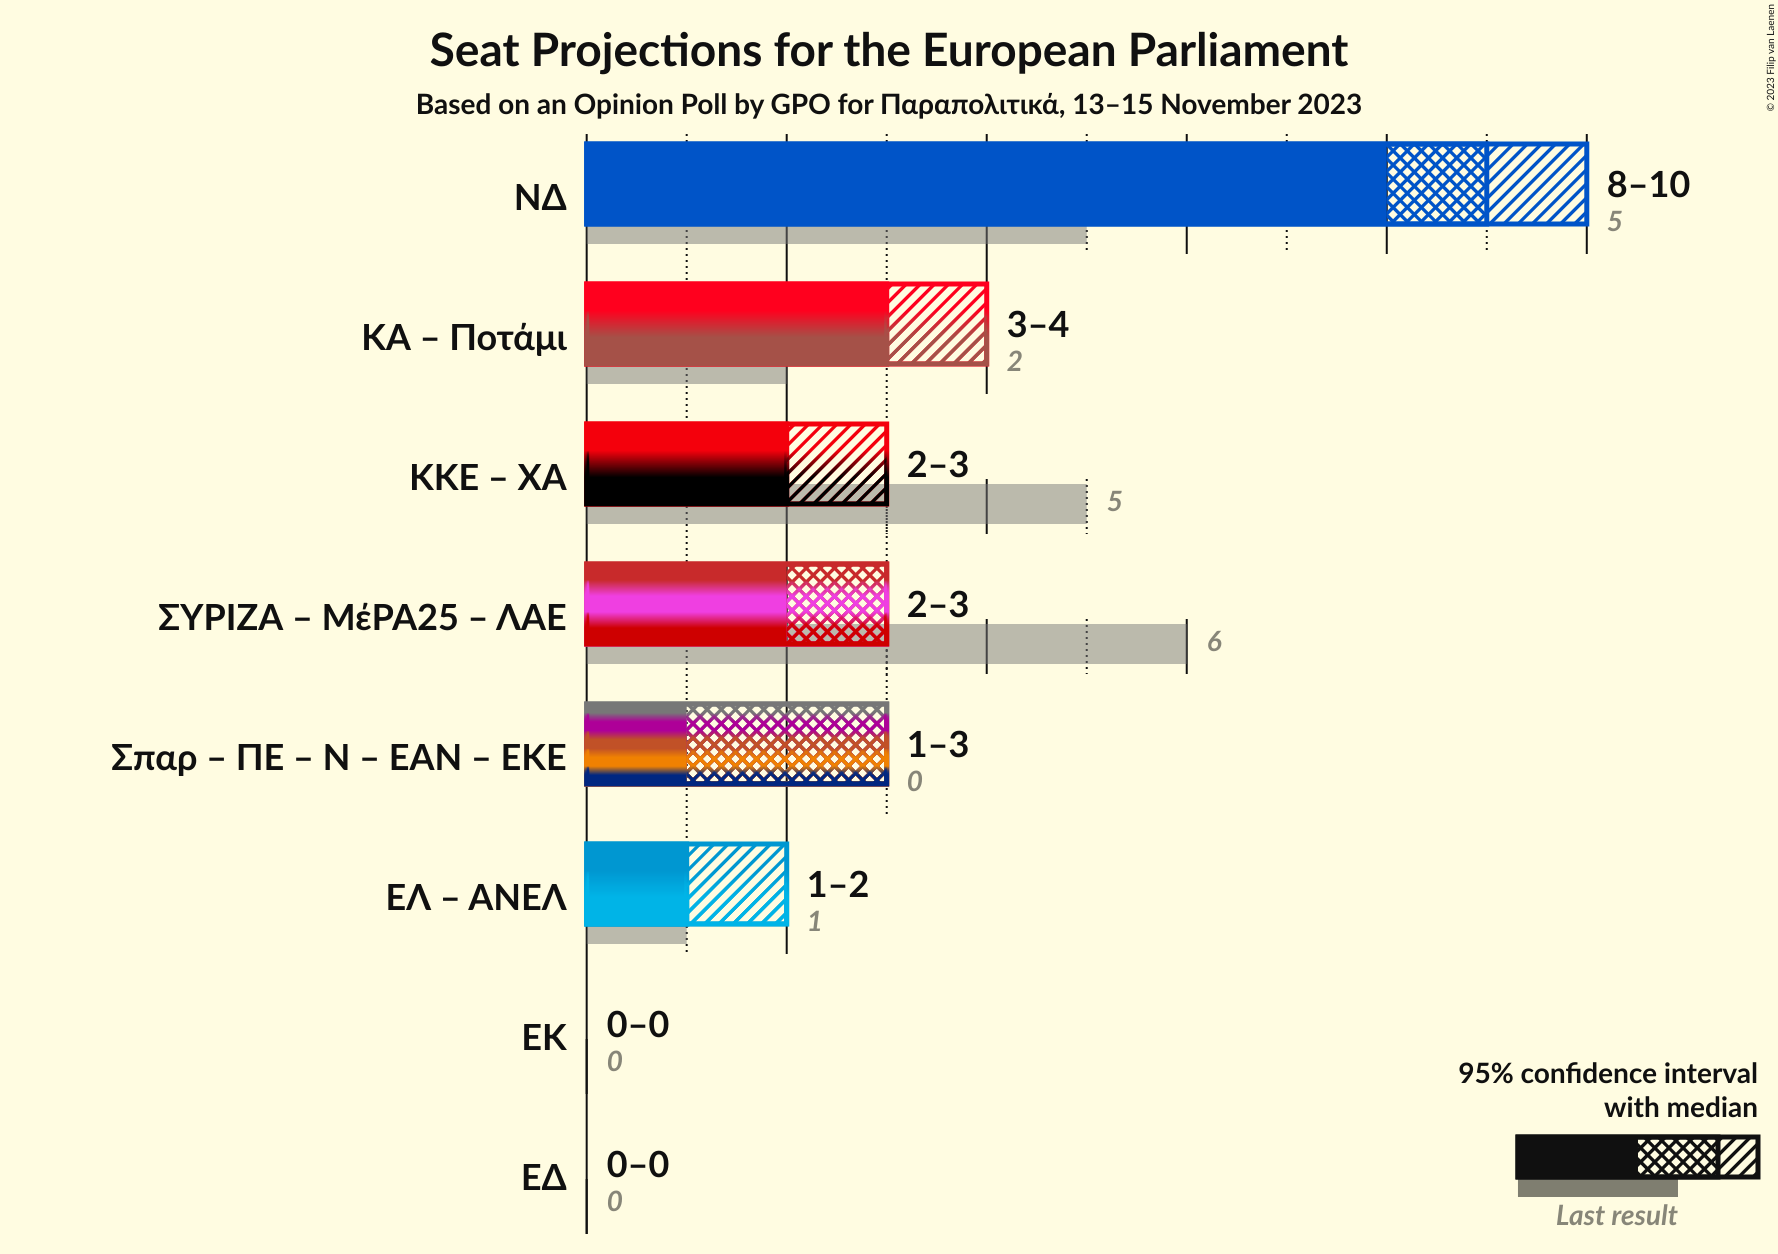 Seat Projections for the European Parliament
Based on an Opinion Poll by GPO for Παραπολιτικά, 13–15 November 2023
© 2023 Filip van Laenen
ΝΔ
8–10
5
ΚΑ – Ποτάμι
3–4
2
ΚΚΕ – ΧΑ
2–3
5
ΣΥΡΙΖΑ – ΜέΡΑ25 – ΛΑΕ
2–3
6
Σπαρ – ΠΕ – Ν – ΕΑΝ – ΕΚΕ
1–3
0
ΕΛ – ΑΝΕΛ
1–2
1
ΕΚ
0–0
0
ΕΔ
0–0
0
95% confidence interval
with median
Last result